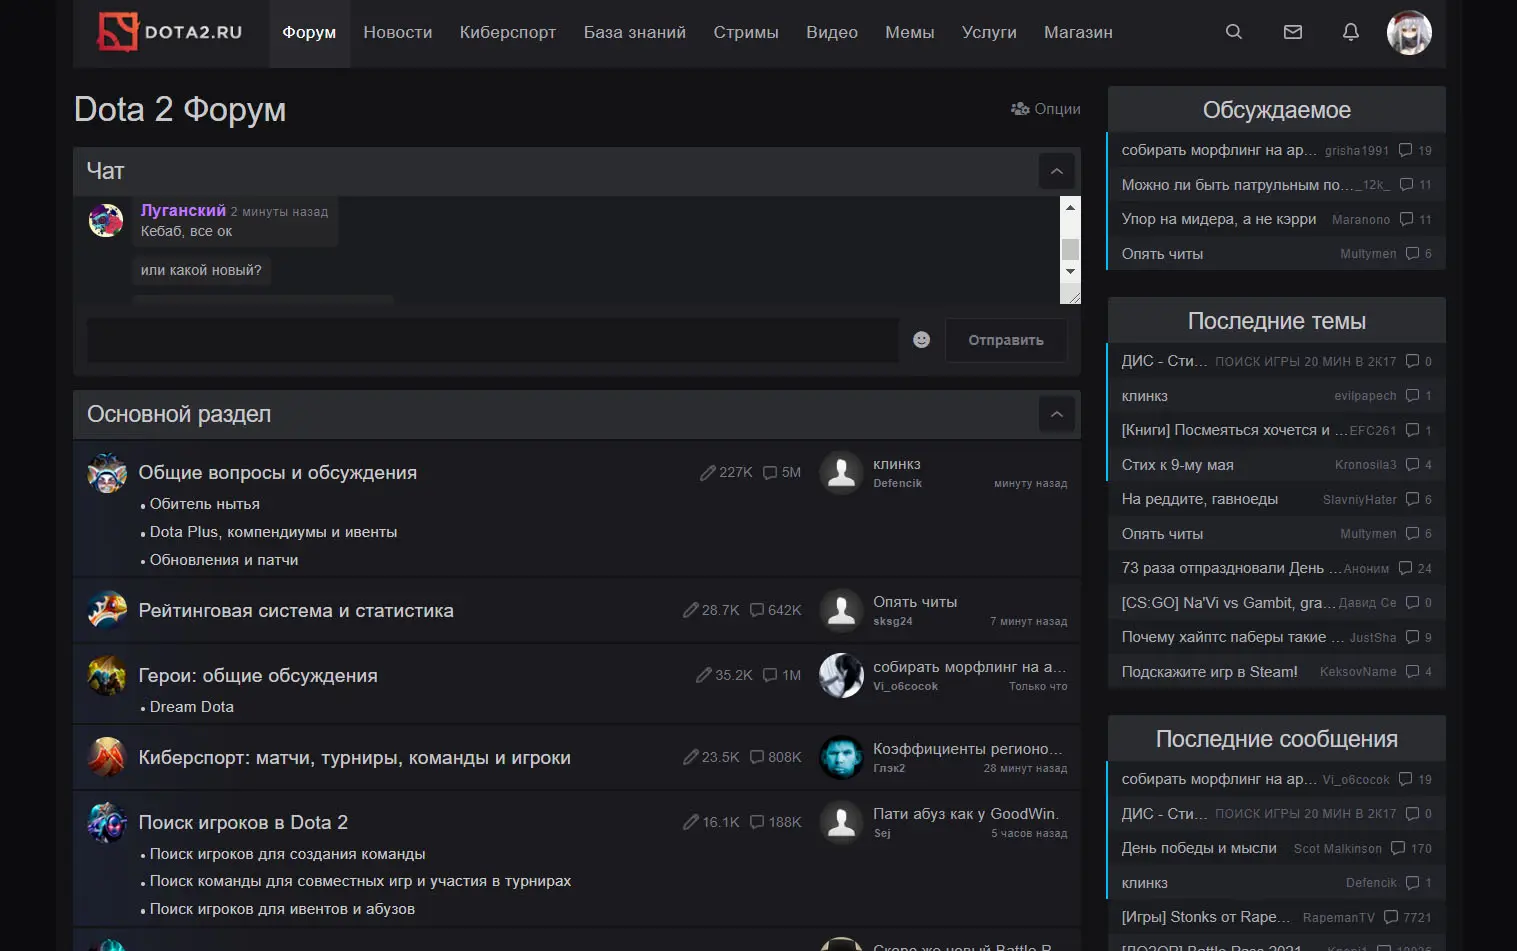 DOTA2.RU Форум Новости Киберспорт База знаний Стримы Видео Мемы Услуги Магазин
Dota 2 Форум
Опции
Чат
Луганский 2 минуты назад
Кебаб, все ок
или какой новый?
Отправить
Основной раздел
Общие вопросы и обсуждения 227K 5M клинкз
Defencik минуту назад
• Обитель нытья
• Dota Plus, компендиумы и ивенты
• Обновления и патчи
Рейтинговая система и статистика 28.7K 642K Опять читы
sksg24 7 минут назад
Герои: общие обсуждения 35.2K 1M собирать морфлинг на а...
Vi_o6cocok Только что
• Dream Dota
Киберспорт: матчи, турниры, команды и игроки 23.5K 808K Коэффициенты регионо...
Глэк2 28 минут назад
Поиск игроков в Dota 2 16.1K 188K Пати абуз как у GoodWin.
Sej 5 часов назад
• Поиск игроков для создания команды
• Поиск команды для совместных игр и участия в турнирах
• Поиск игроков для ивентов и абузов
Обсуждаемое
собирать морфлинг на ар... grisha1991 19
Можно ли быть патрульным по... _12k_ 11
Упор на мидера, а не кэрри Maranono 11
Опять читы Multymen 6
Последние темы
ДИС - Сти... ПОИСК ИГРЫ 20 МИН В 2К17 0
клинкз evilpapech 1
[Книги] Посмеяться хочется и ... EFC261 1
Стих к 9-му мая Kronosila3 4
На реддите, гавноеды SlavniyHater 6
Опять читы Multymen 6
73 раза отпраздновали День ... Аноним 24
[CS:GO] Na'Vi vs Gambit, gra... Давид Се 0
Почему хайптс паберы такие ... JustSha 9
Подскажите игр в Steam! KeksovName 4
Последние сообщения
собирать морфлинг на ар... Vi_o6cocok 19
ДИС - Сти... ПОИСК ИГРЫ 20 МИН В 2К17 0
День победы и мысли Scot Malkinson 170
клинкз Defencik 1
[Игры] Stonks от Rape... RapemanTV 7721